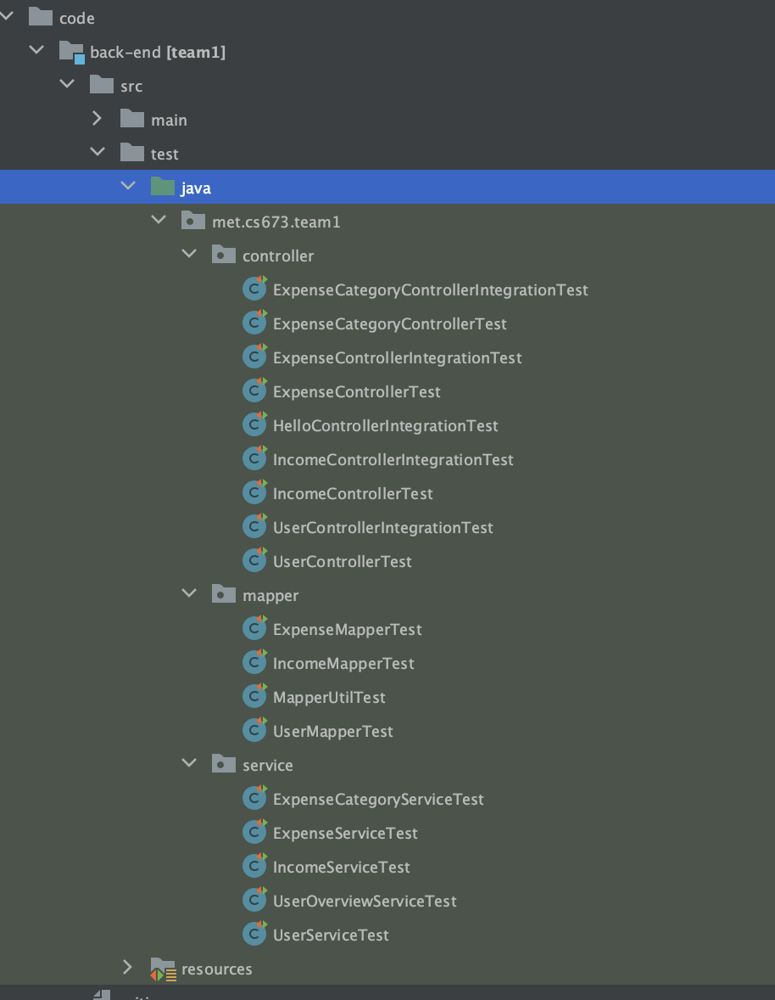 code
back-end [team1]
src
main
test
java
met.cs673.team1
controller
ExpenseCategoryControllerIntegrationTest
ExpenseCategoryControllerTest
ExpenseControllerIntegrationTest
ExpenseControllerTest
HelloControllerIntegrationTest
IncomeControllerIntegrationTest
IncomeControllerTest
UserControllerIntegrationTest
UserControllerTest
mapper
ExpenseMapperTest
IncomeMapperTest
MapperUtilTest
UserMapperTest
service
ExpenseCategoryServiceTest
ExpenseServiceTest
IncomeServiceTest
UserOverviewServiceTest
UserServiceTest
resources